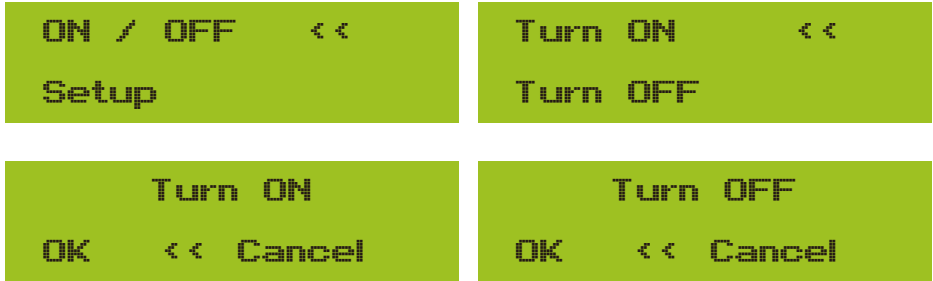 ON / OFF <<
Setup
Turn ON <<
Turn OFF
Turn ON
OK << Cancel
Turn OFF
OK << Cancel